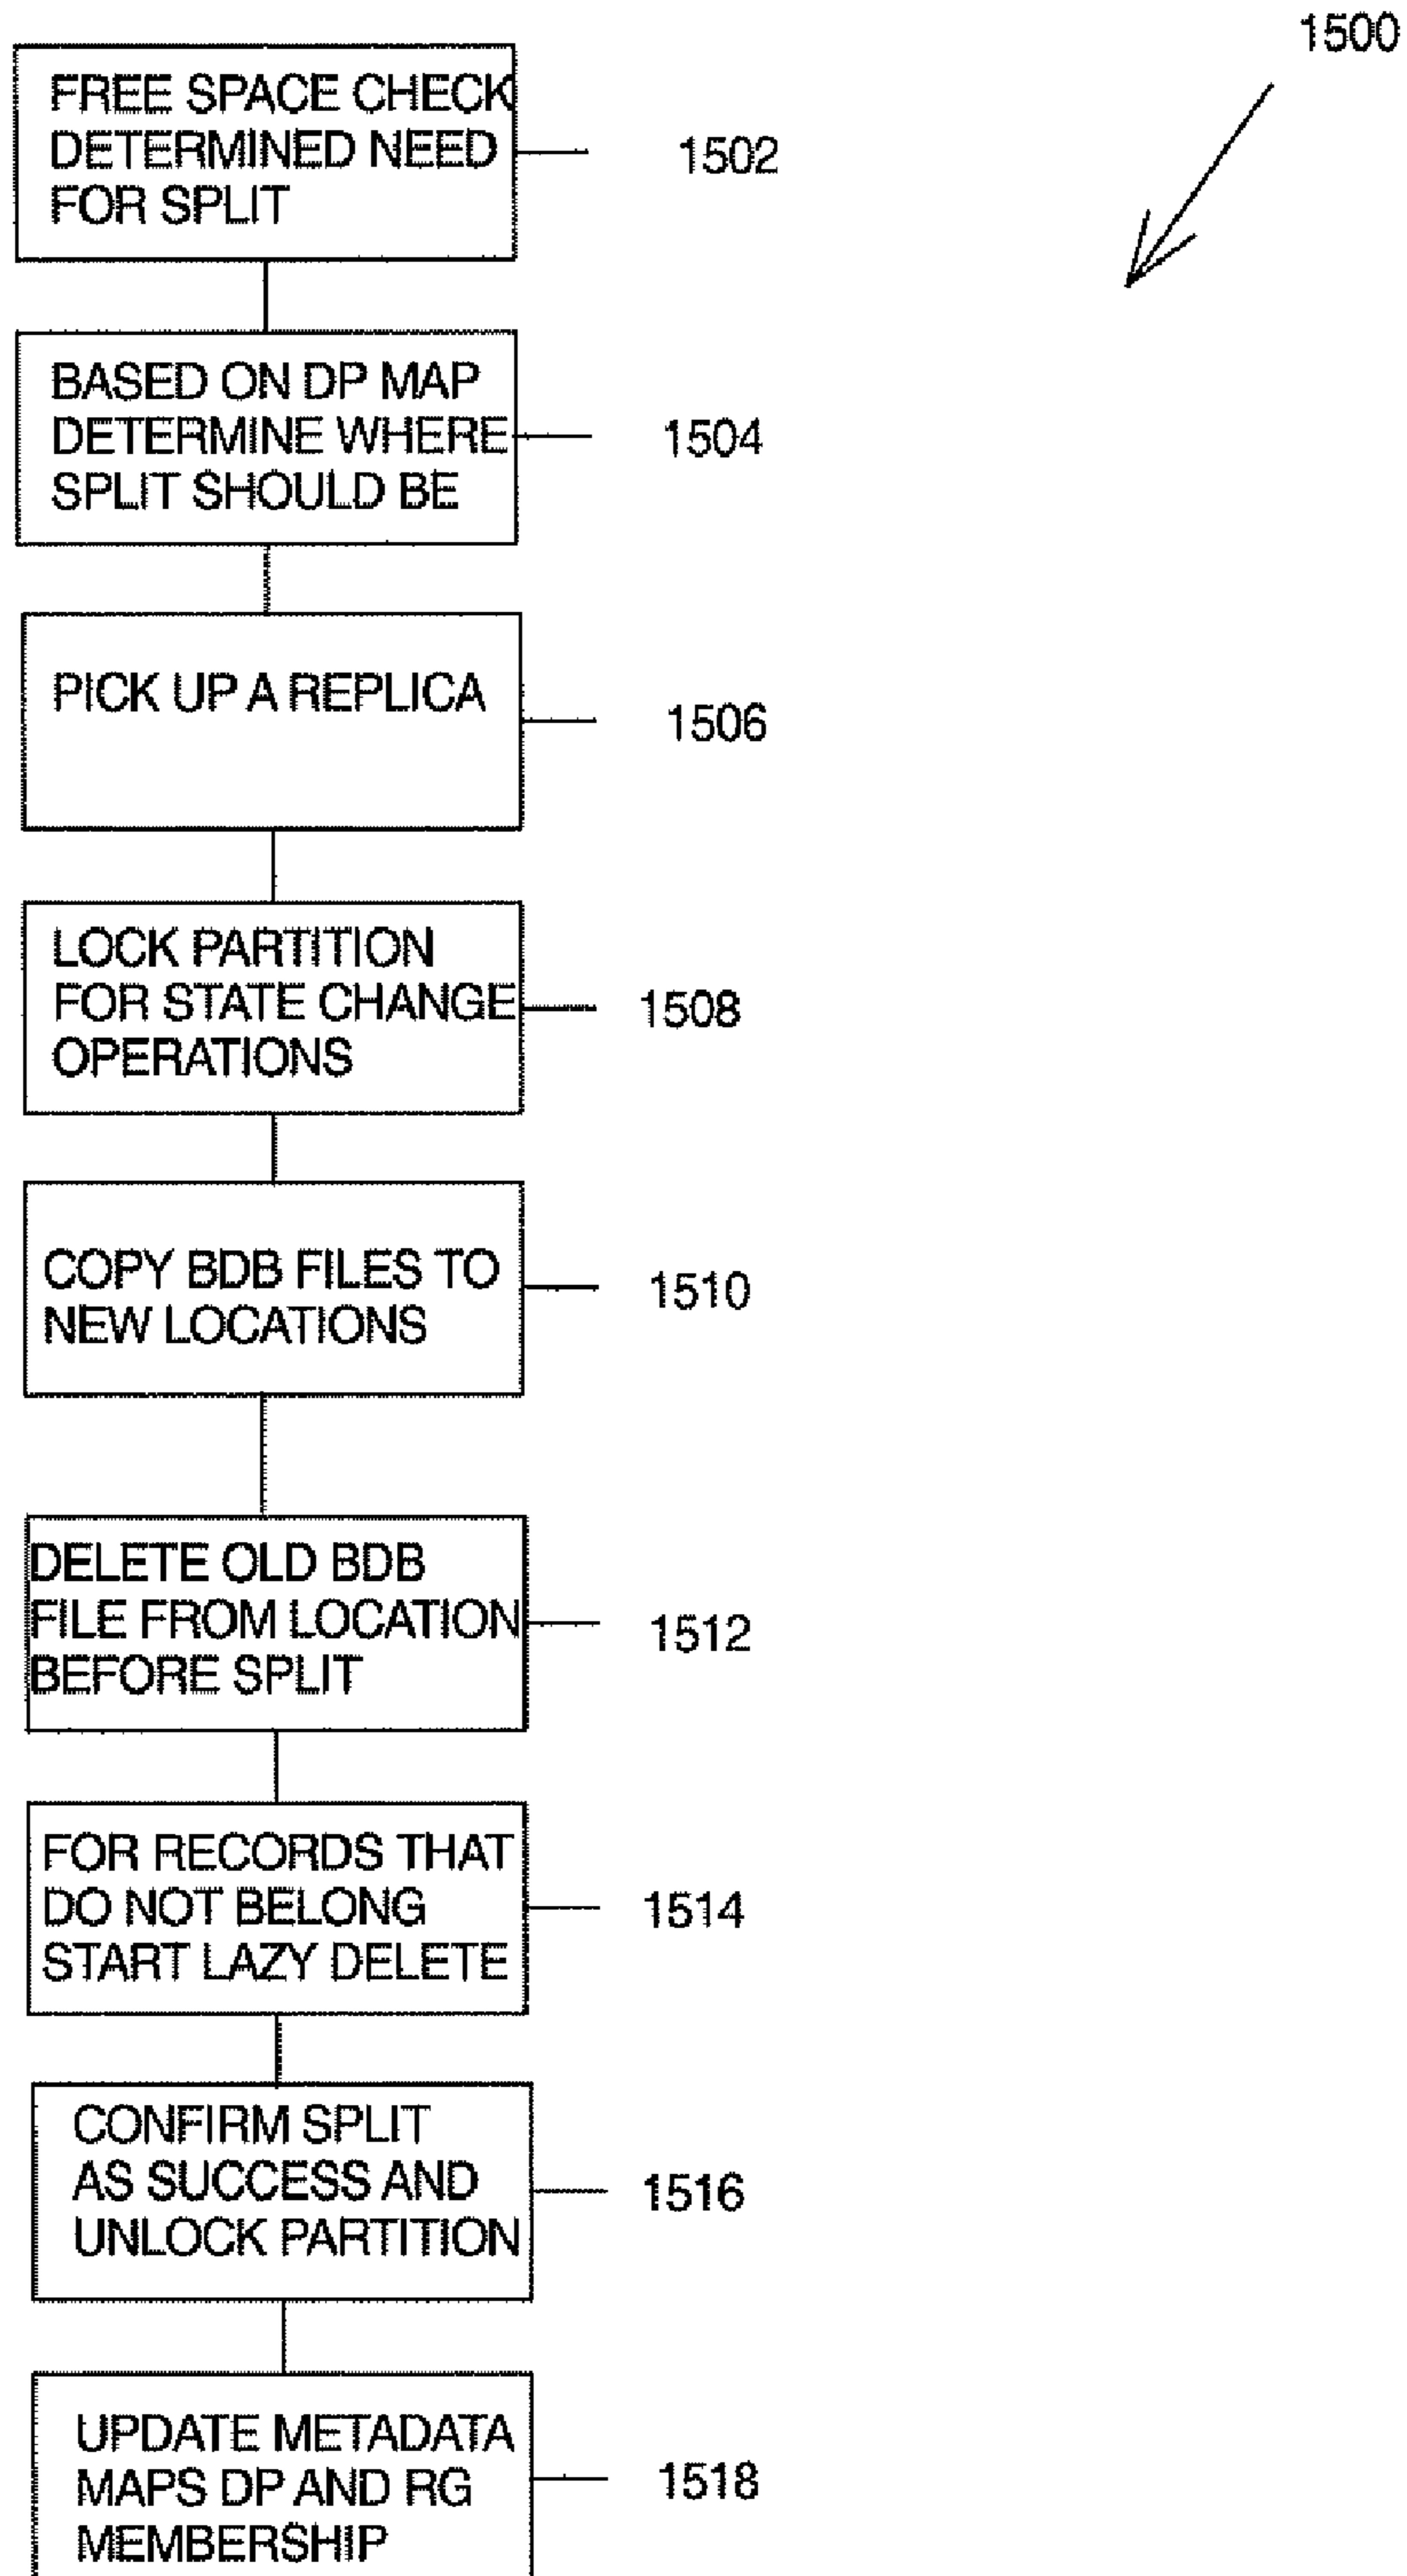 1500
FREE SPACE CHECK
DETERMINED NEED
FOR SPLIT
1502
BASED ON DP MAP
DETERMINE WHERE
SPLIT SHOULD BE
1504
PICK UP A REPLICA
1506
LOCK PARTITION
FOR STATE CHANGE
OPERATIONS
1508
COPY BDB FILES TO
NEW LOCATIONS
1510
DELETE OLD BDB
FILE FROM LOCATION
BEFORE SPLIT
1512
FOR RECORDS THAT
DO NOT BELONG
START LAZY DELETE
1514
CONFIRM SPLIT
AS SUCCESS AND
UNLOCK PARTITION
1516
UPDATE METADATA
MAPS DP AND RG
MEMBERSHIP
1518